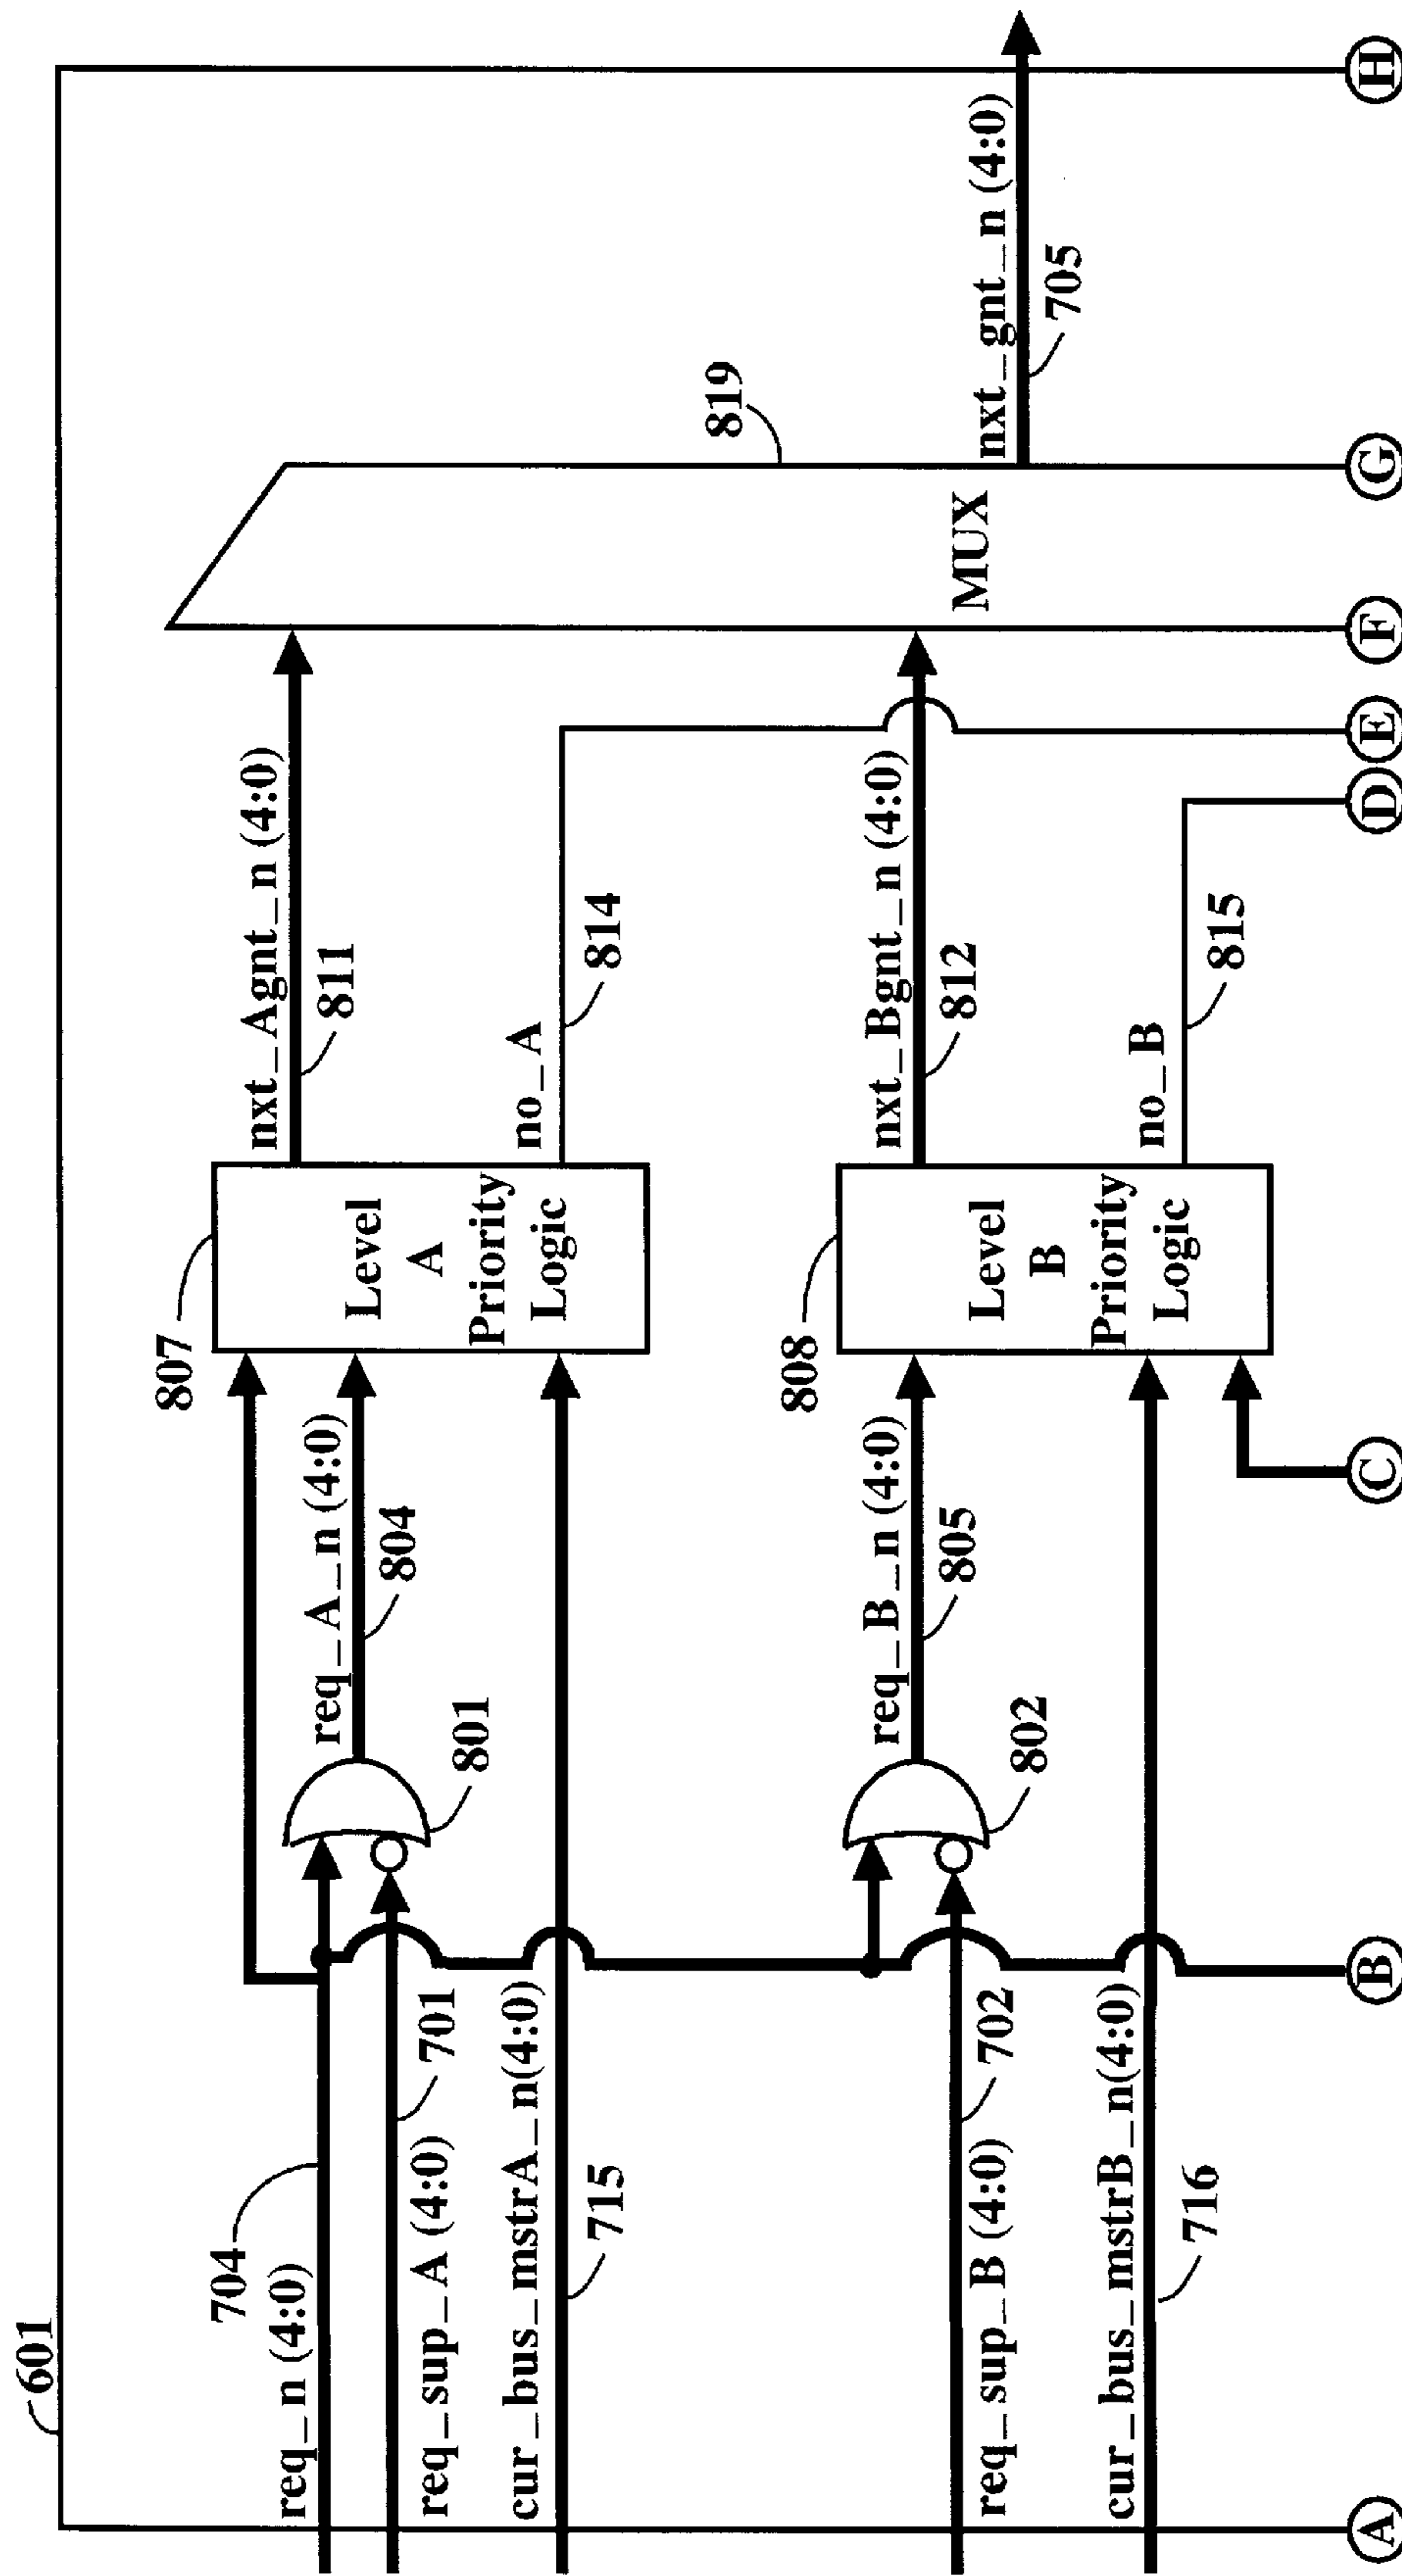 601
704
req_n (4:0)
701
req_sup_A (4:0)
cur_bus_mstrA_n(4:0)
715
801
req_A_n (4:0)
804
807
Level
A
Priority
Logic
nxt_Agnt_n (4:0)
811
no_A
814
702
req_sup_B (4:0)
cur_bus_mstrB_n(4:0)
716
802
req_B_n (4:0)
805
808
Level
B
Priority
Logic
nxt_Bgnt_n (4:0)
812
no_B
815
819
MUX
nxt_gnt_n (4:0)
705
A
B
C
D
E
F
G
H